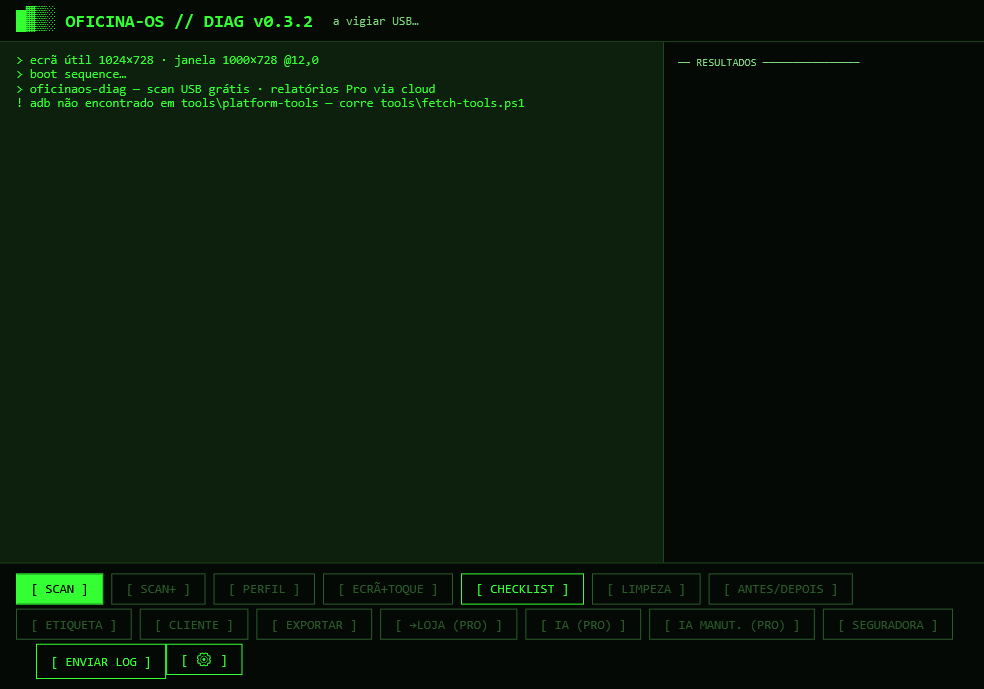 OFICINA-OS // DIAG v0.3.2 a vigiar USB…
> ecrã útil 1024×728 · janela 1000×728 @12,0
> boot sequence…
> oficinaos-diag — scan USB grátis · relatórios Pro via cloud
! adb não encontrado em tools\platform-tools — corre tools\fetch-tools.ps1
── RESULTADOS ────────────────
[ SCAN ] [ SCAN+ ] [ PERFIL ] [ ECRÃ+TOQUE ] [ CHECKLIST ] [ LIMPEZA ] [ ANTES/DEPOIS ]
[ ETIQUETA ] [ CLIENTE ] [ EXPORTAR ] [ →LOJA (PRO) ] [ IA (PRO) ] [ IA MANUT. (PRO) ] [ SEGURADORA ]
[ ENVIAR LOG ] [ ⚙ ]